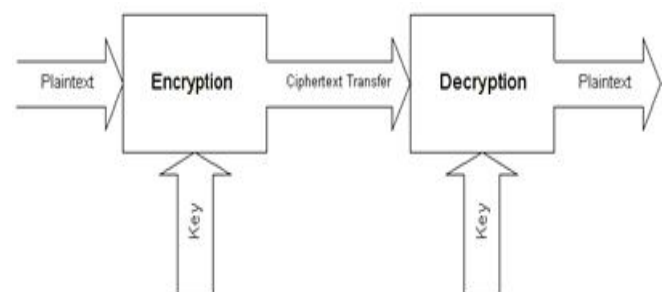 Plaintext
Encryption
Ciphertext Transfer
Decryption
Plaintext
Key
Key